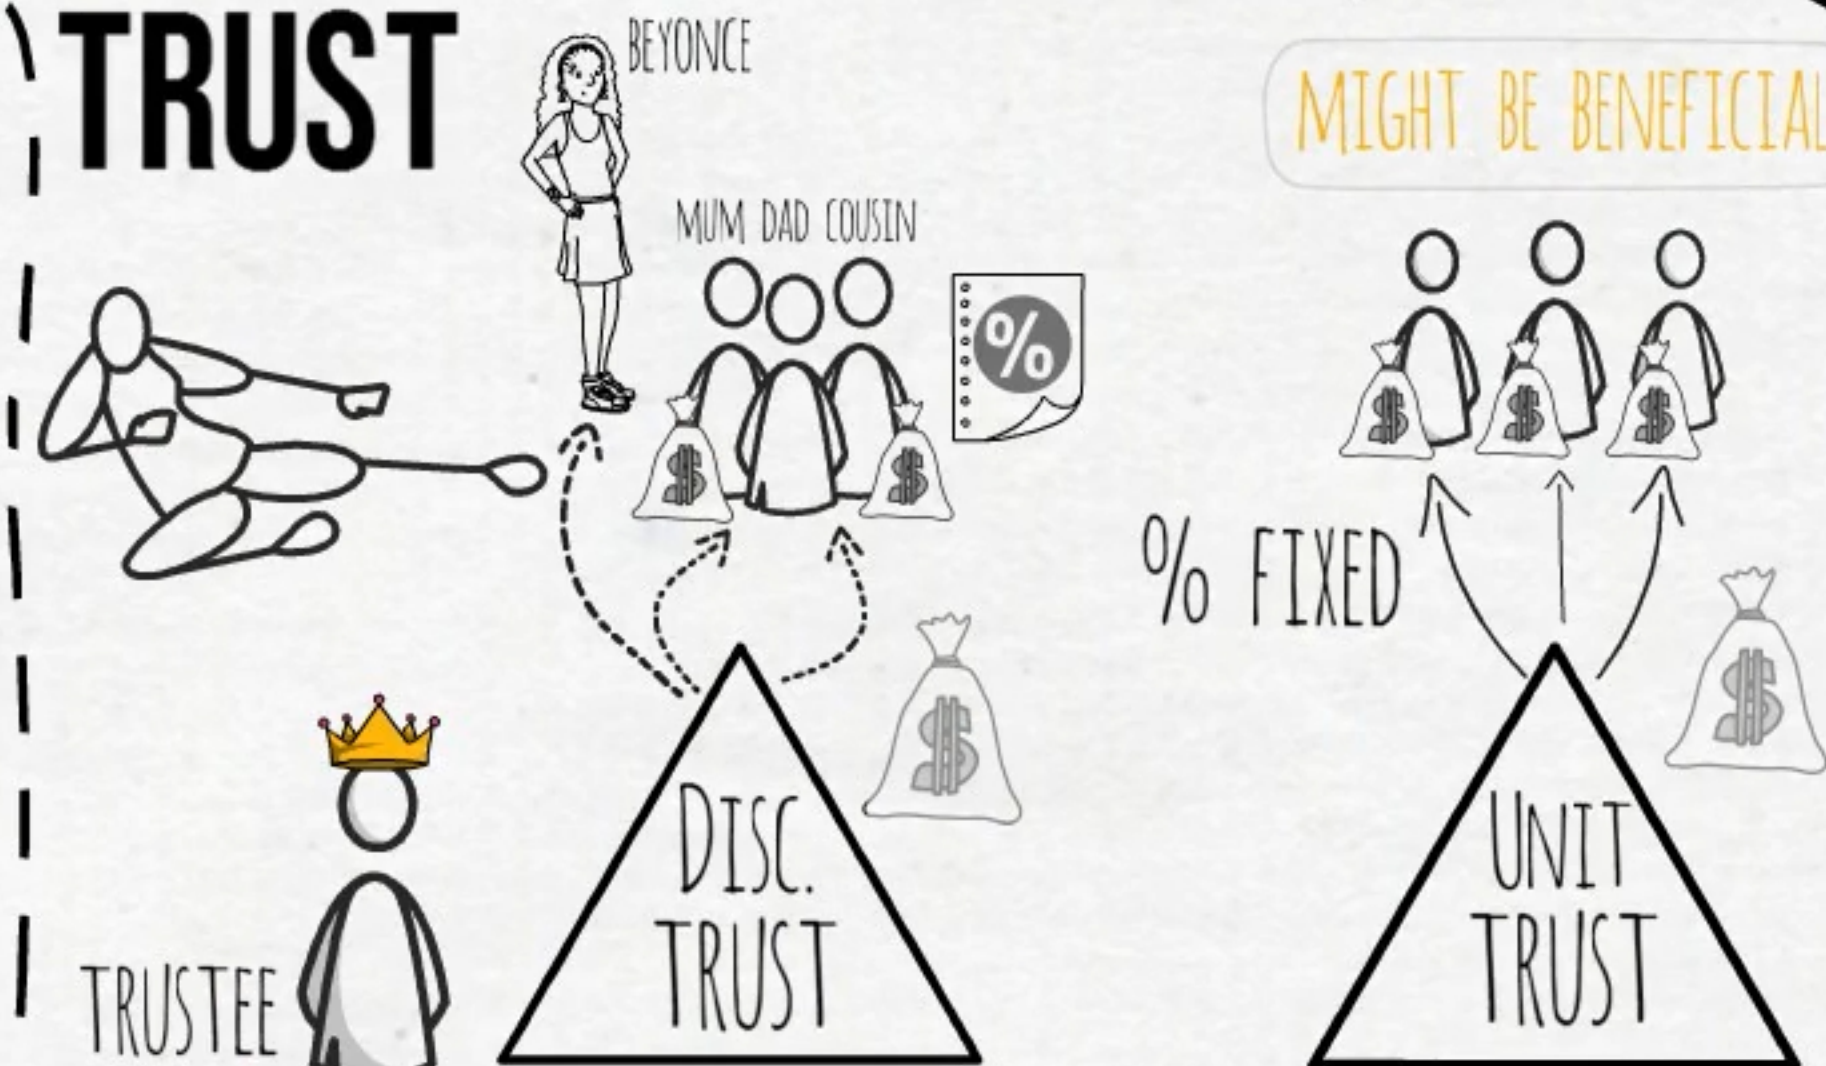 TRUST
BEYONCE
MIGHT BE BENEFICIAL
MUM DAD COUSIN
%
$ $
$ $ $
% FIXED
$
$
DISC.
TRUST
UNIT
TRUST
TRUSTEE